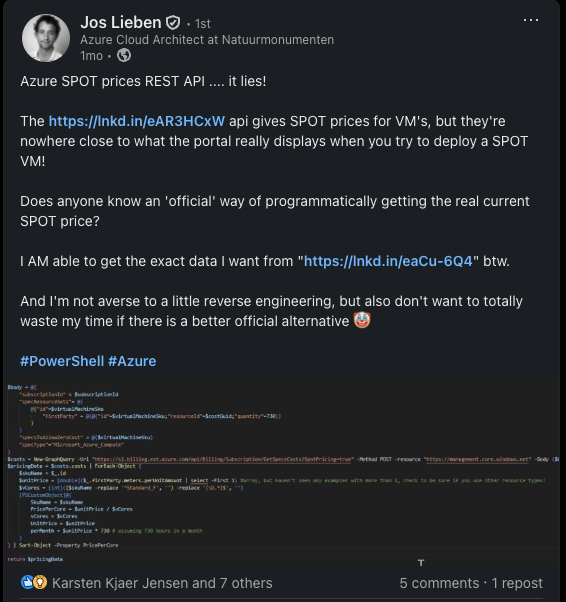 Jos Lieben • 1st
Azure Cloud Architect at Natuurmonumenten
1mo •
Azure SPOT prices REST API .... it lies!
The https://lnkd.in/eAR3HCxW api gives SPOT prices for VM's, but they're
nowhere close to what the portal really displays when you try to deploy a SPOT
VM!
Does anyone know an 'official' way of programmatically getting the real current
SPOT price?
I AM able to get the exact data I want from "https://lnkd.in/eaCu-6Q4" btw.
And I'm not averse to a little reverse engineering, but also don't want to totally
waste my time if there is a better official alternative 🤡
#PowerShell #Azure
$body = @{
"subscriptionId" = $subscriptionId
"specResourceSets"= @(
@{"id"=$virtualMachineSku
"firstParty" = @(@{"id"=$virtualMachineSku;"resourceId"=$costGuid;"quantity"=730})
}
)
"specsToAllowZeroCost" = @($virtualMachineSku)
"specType"="Microsoft_Azure_Compute"
}
$costs = New-GraphQuery -Uri "https://s2.billing.ext.azure.com/api/Billing/Subscription/GetSpecsCosts?SpotPricing=true" -Method POST -resource "https://management.core.windows.net" -Body
$pricingData = $costs.costs | ForEach-Object {
$skuName = $_.id
$unitPrice = [double]($_.firstParty.meters.perUnitAmount | select -First 1) #array, but haven't seen any examples with more than 1, check to be sure if you use other resource types!
$vCores = [int](($skuName -replace
[PSCustomObject]@{
SkuName = $skuName
PricePerCore = $unitPrice / $vCores
vCores = $vCores
UnitPrice = $unitPrice
perMonth = $unitPrice * 730 # assuming 730 hours in a month
}
} | Sort-Object -Property PricePerCore
return $pricingData
Karsten Kjaer Jensen and 7 others
5 comments • 1 repost